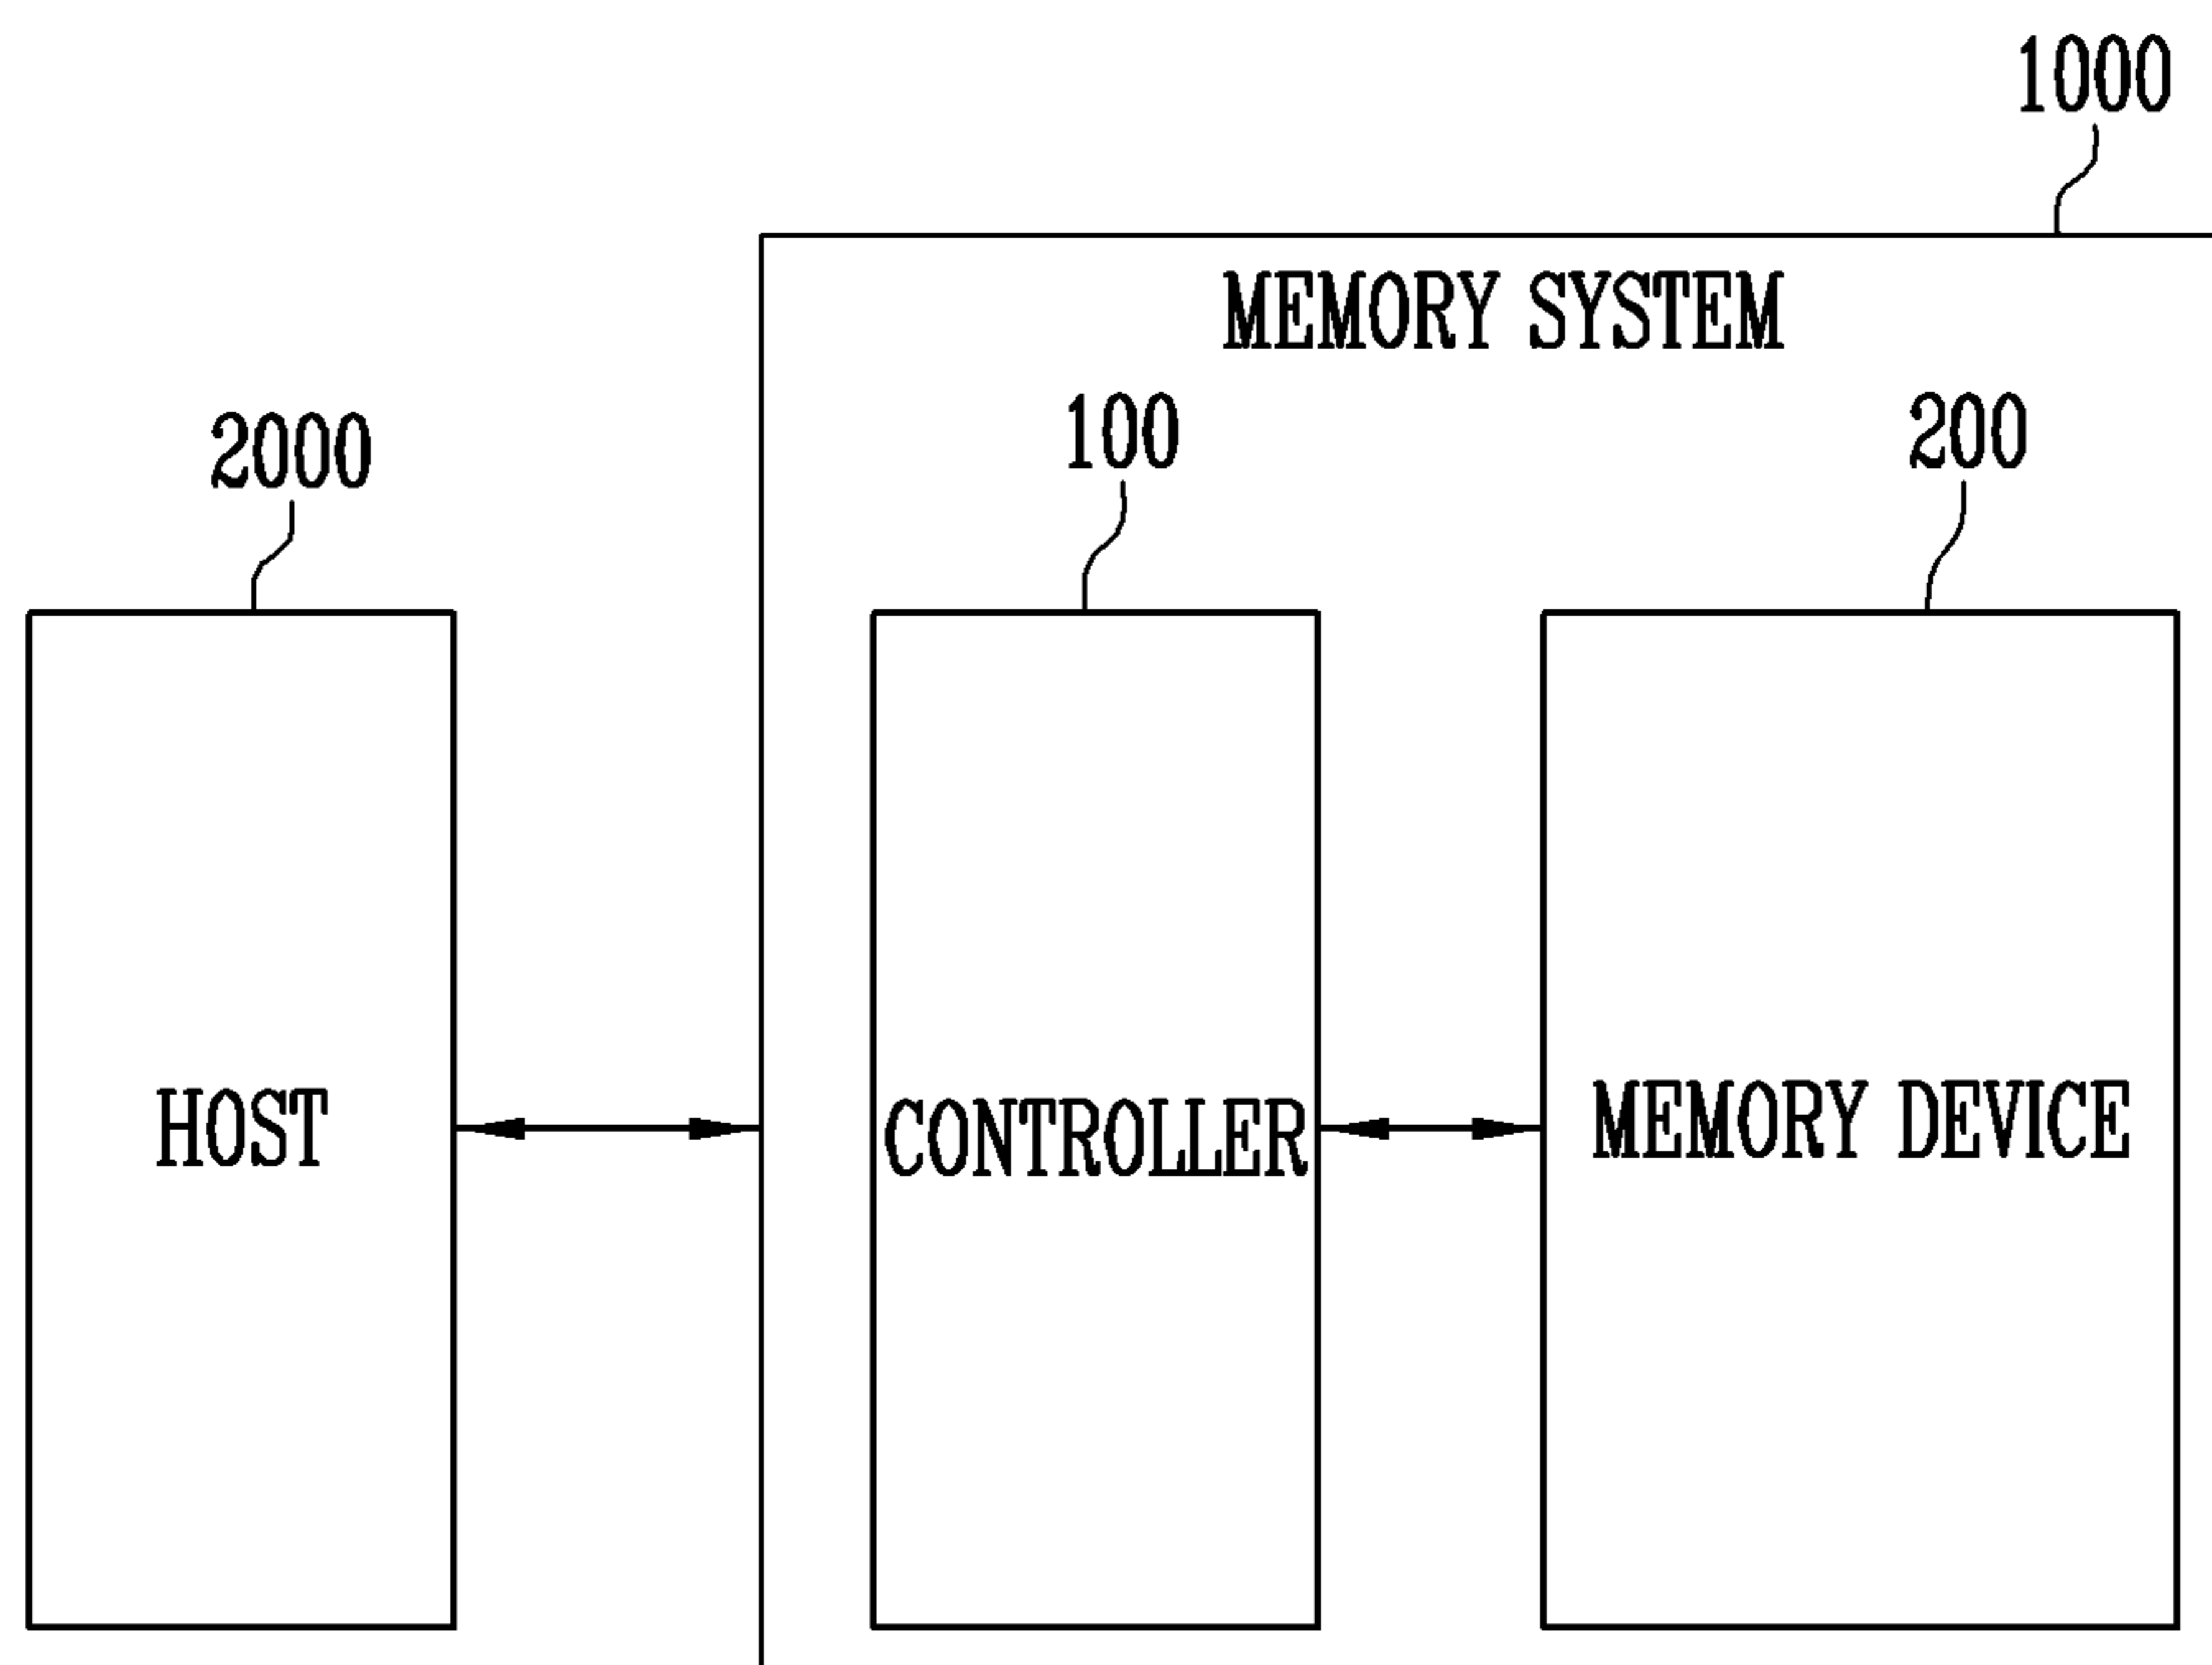 1000
MEMORY SYSTEM
2000
100
200
HOST
CONTROLLER
MEMORY DEVICE